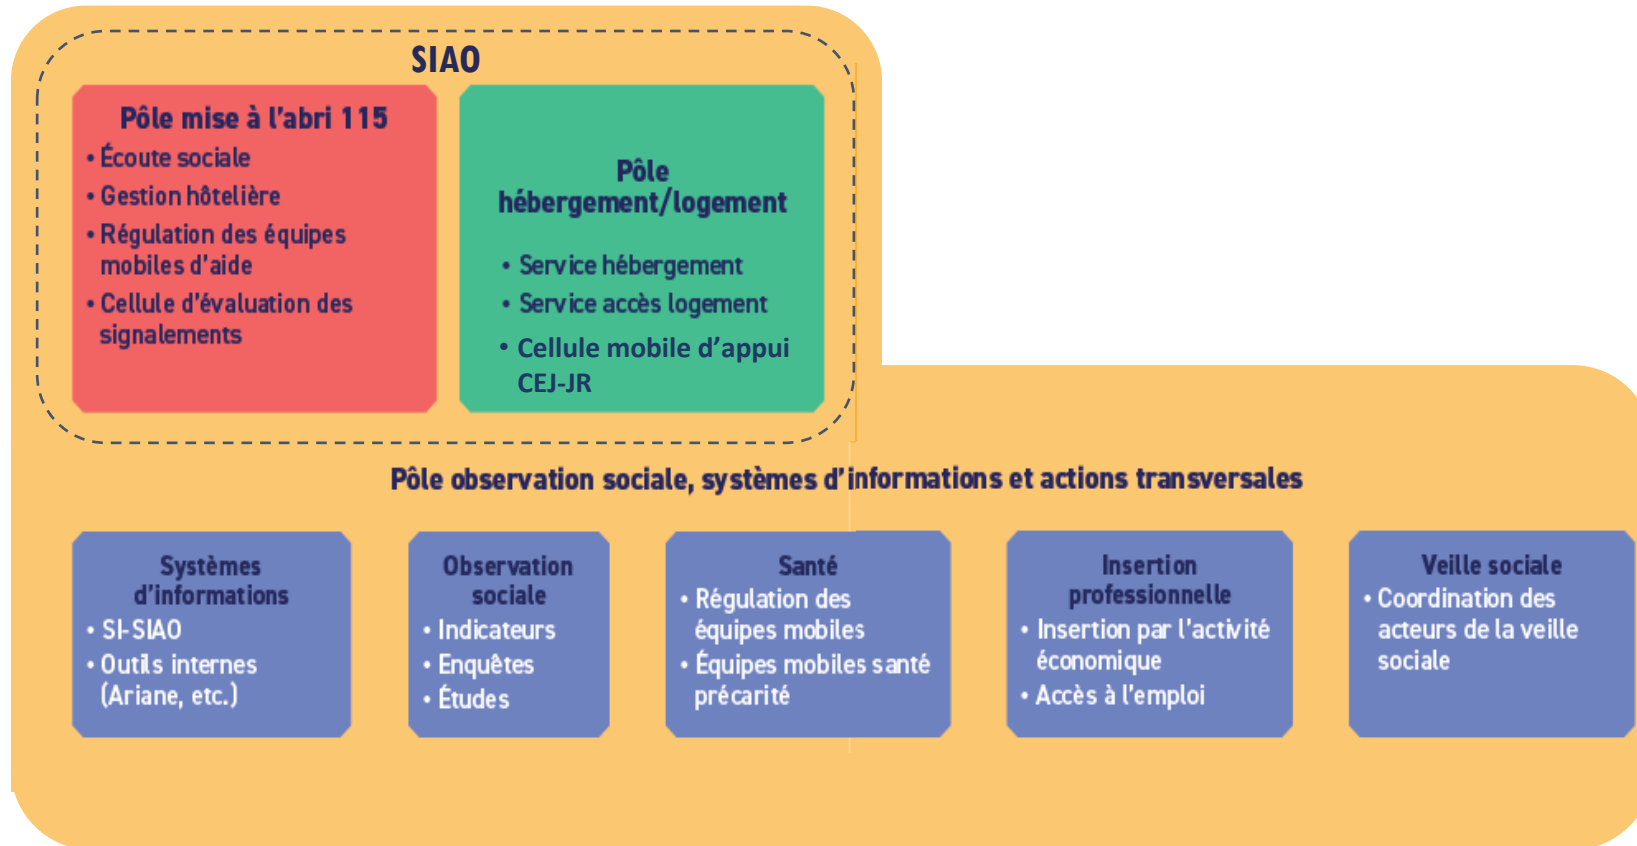 SIAO
Pôle mise à l'abri 115
• Écoute sociale
• Gestion hôtelière
• Régulation des équipes
mobiles d'aide
• Cellule d'évaluation des
signalements
Pôle
hébergement/logement
• Service hébergement
• Service accès logement
• Cellule mobile d'appui
CEJ-JR
Pôle observation sociale, systèmes d'informations et actions transversales
Systèmes
d'informations
• SI-SIAO
• Outils internes
(Ariane, etc.)
Observation
sociale
• Indicateurs
• Enquêtes
• Études
Santé
• Régulation des
équipes mobiles
• Équipes mobiles santé
précarité
Insertion
professionnelle
• Insertion par l'activité
économique
• Accès à l'emploi
Veille sociale
• Coordination des
acteurs de la veille
sociale